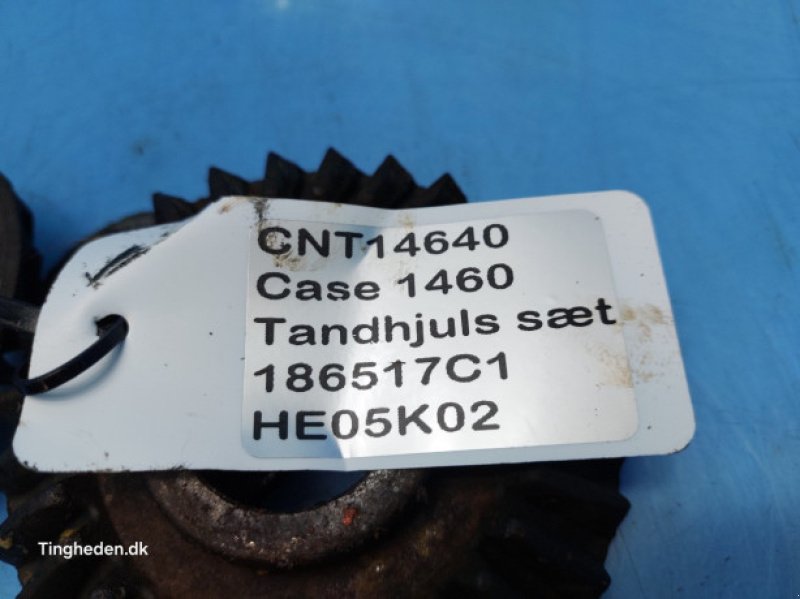 CNT14640
Case 1460
Tandhjuls sæt
186517C1
HE05K02
Tingheden.dk